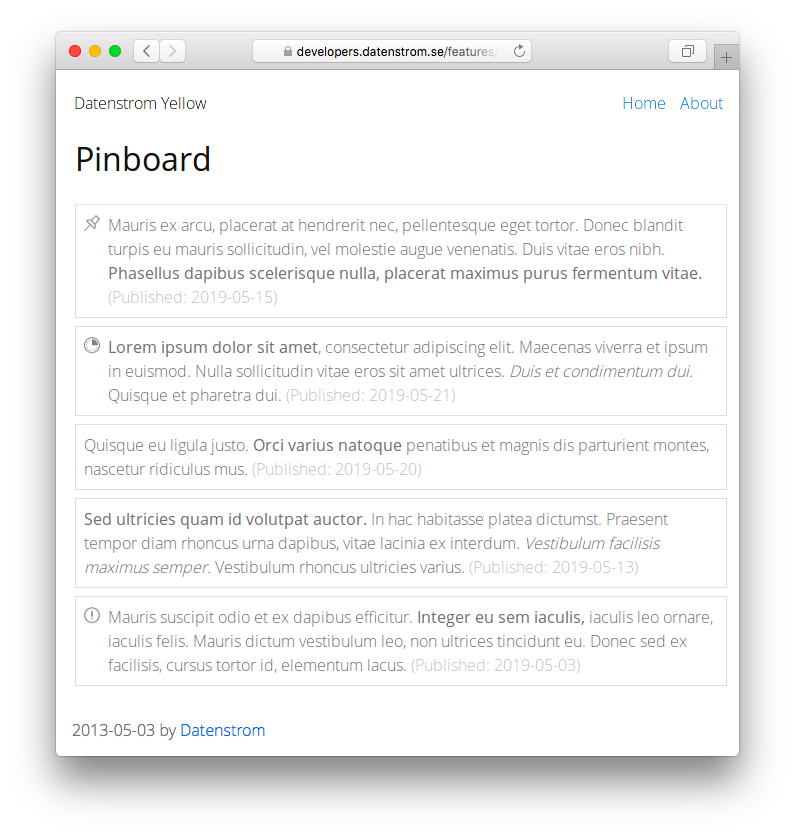 developers.datenstrom.se/features/
Datenstrom Yellow
Home About
Pinboard
Mauris ex arcu, placerat at hendrerit nec, pellentesque eget tortor. Donec blandit
turpis eu mauris sollicitudin, vel molestie augue venenatis. Duis vitae eros nibh.
Phasellus dapibus scelerisque nulla, placerat maximus purus fermentum vitae.
(Published: 2019-05-15)
Lorem ipsum dolor sit amet, consectetur adipiscing elit. Maecenas viverra et ipsum
in euismod. Nulla sollicitudin vitae eros sit amet ultrices. Duis et condimentum dui.
Quisque et pharetra dui. (Published: 2019-05-21)
Quisque eu ligula justo. Orci varius natoque penatibus et magnis dis parturient montes,
nascetur ridiculus mus. (Published: 2019-05-20)
Sed ultricies quam id volutpat auctor. In hac habitasse platea dictumst. Praesent
tempor diam rhoncus urna dapibus, vitae lacinia ex interdum. Vestibulum facilisis
maximus semper. Vestibulum rhoncus ultricies varius. (Published: 2019-05-13)
Mauris suscipit odio et ex dapibus efficitur. Integer eu sem iaculis, iaculis leo ornare,
iaculis felis. Mauris dictum vestibulum leo, non ultrices tincidunt eu. Donec sed ex
facilisis, cursus tortor id, elementum lacus. (Published: 2019-05-03)
2013-05-03 by Datenstrom